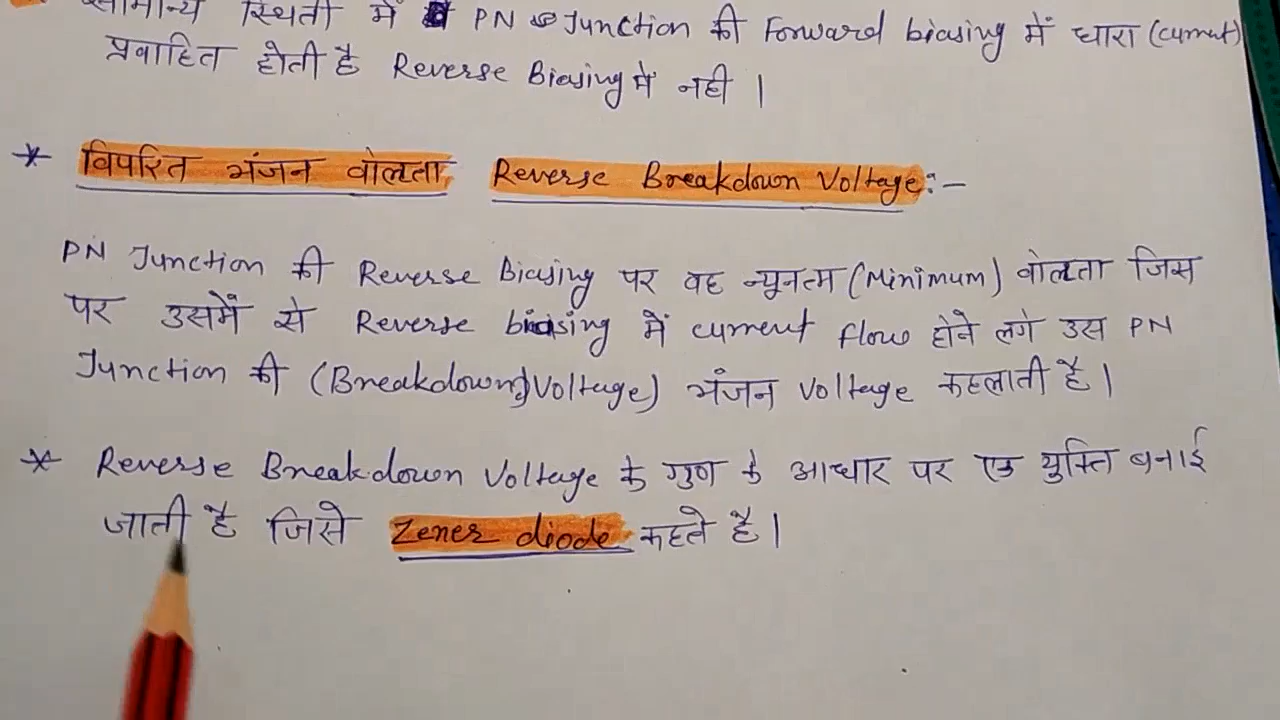 सामान्य स्थिती में PN Junction की Forward biasing में धारा (current)
प्रवाहित होती है Reverse Biasing में नही ।
* विपरित भंजन वोल्टता Reverse Breakdown Voltage:-
PN Junction की Reverse Biasing पर वह न्यूनत्म (Minimum) वोल्टता जिस
पर उसमें से Reverse biasing में current flow होने लगे उस PN
Junction की (Breakdown Voltage) भंजन Voltage कहलाती है ।
* Reverse Breakdown Voltage के गुण के आधार पर एक युक्ति बनाई
जाती है जिसे Zener diode कहते है ।